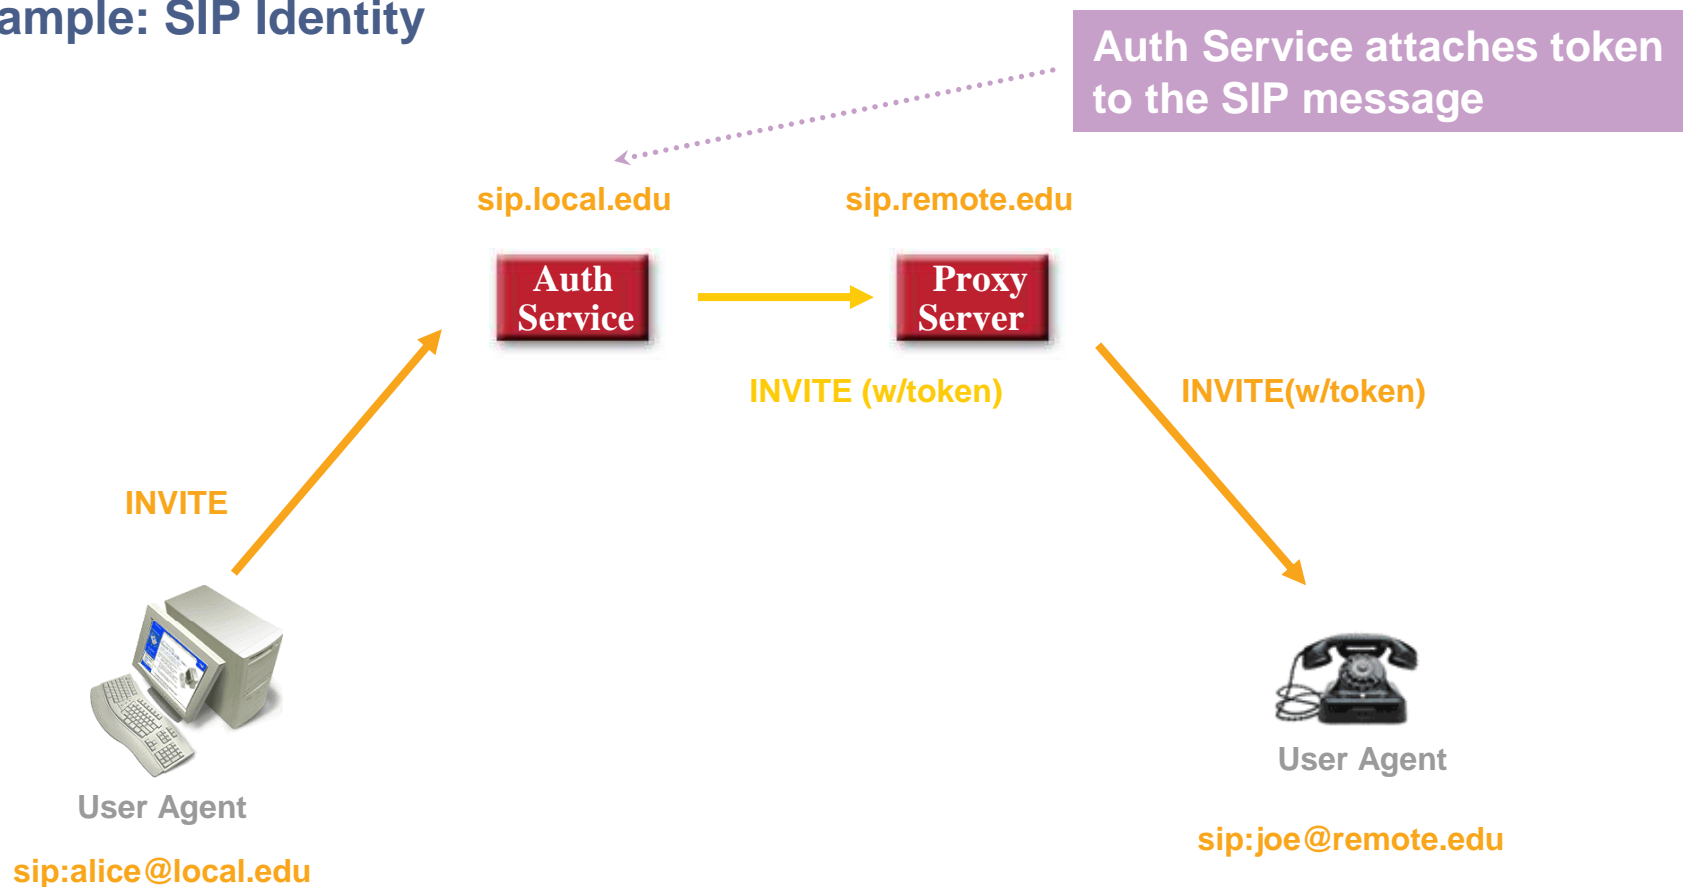 ample: SIP Identity
Auth Service attaches token
to the SIP message
sip.local.edu
sip.remote.edu
Auth
Service
Proxy
Server
INVITE (w/token)
INVITE(w/token)
INVITE
User Agent
User Agent
sip:joe@remote.edu
sip:alice@local.edu